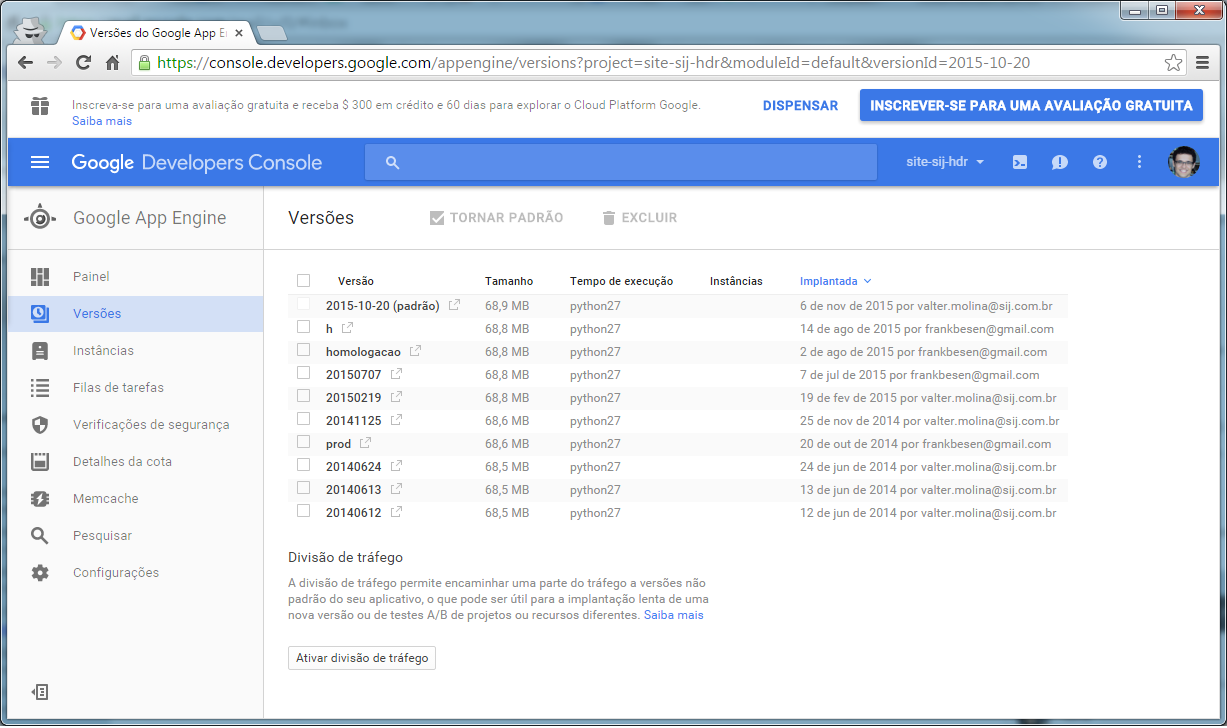 Versões do Google App En
https://console.developers.google.com/appengine/versions?project=site-sij-hdr&moduleId=default&versionId=2015-10-20
Inscreva-se para uma avaliação gratuita e receba $ 300 em crédito e 60 dias para explorar o Cloud Platform Google.
Saiba mais
DISPENSAR
INSCREVER-SE PARA UMA AVALIAÇÃO GRATUITA
Google Developers Console
site-sij-hdr
Google App Engine
Versões
TORNAR PADRÃO
EXCLUIR
Painel
Versões
Instâncias
Filas de tarefas
Verificações de segurança
Detalhes da cota
Memcache
Pesquisar
Configurações
Versão Tamanho Tempo de execução Instâncias Implantada
2015-10-20 (padrão) 68,9 MB python27 6 de nov de 2015 por valter.molina@sij.com.br
h 68,8 MB python27 14 de ago de 2015 por frankbesen@gmail.com
homologacao 68,8 MB python27 2 de ago de 2015 por frankbesen@gmail.com
20150707 68,8 MB python27 7 de jul de 2015 por frankbesen@gmail.com
20150219 68,8 MB python27 19 de fev de 2015 por valter.molina@sij.com.br
20141125 68,6 MB python27 25 de nov de 2014 por valter.molina@sij.com.br
prod 68,6 MB python27 20 de out de 2014 por frankbesen@gmail.com
20140624 68,5 MB python27 24 de jun de 2014 por valter.molina@sij.com.br
20140613 68,5 MB python27 13 de jun de 2014 por valter.molina@sij.com.br
20140612 68,5 MB python27 12 de jun de 2014 por valter.molina@sij.com.br
Divisão de tráfego
A divisão de tráfego permite encaminhar uma parte do tráfego a versões não
padrão do seu aplicativo, o que pode ser útil para a implantação lenta de uma
nova versão ou de testes A/B de projetos ou recursos diferentes. Saiba mais
Ativar divisão de tráfego